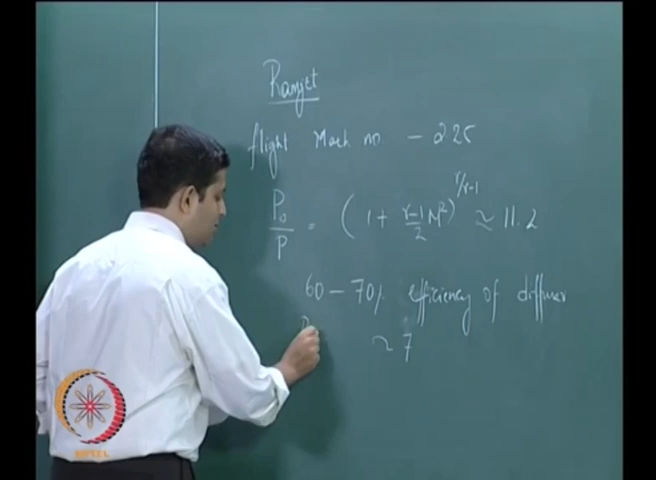 Ramjet
flight Mach no - 2.25
P₀/P = (1 + γ-1/2 M²)^γ/γ-1 ≃ 11.2
60 - 70% efficiency of diffuser
~ 7
NPTEL